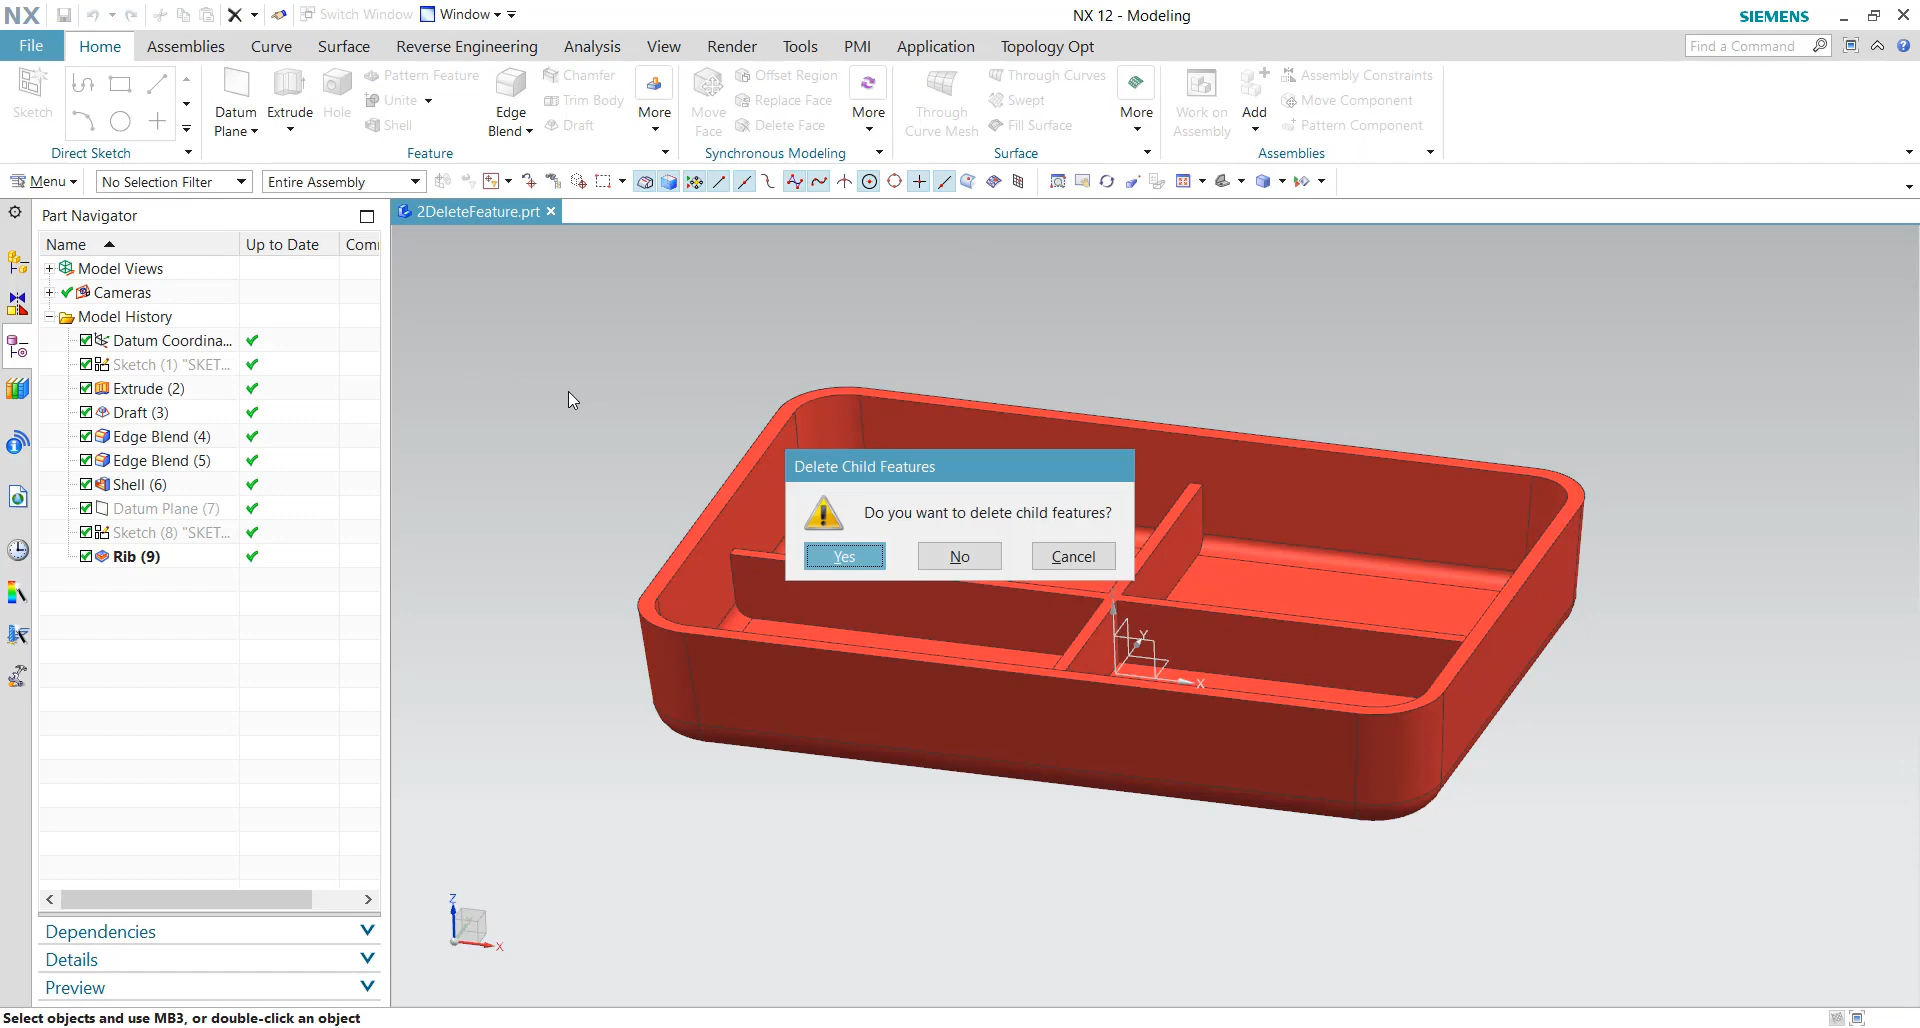 NX
Switch Window
Window
NX 12 - Modeling
SIEMENS
File
Home
Assemblies
Curve
Surface
Reverse Engineering
Analysis
View
Render
Tools
PMI
Application
Topology Opt
Find a Command
Sketch
Direct Sketch
Datum
Plane
Extrude
Hole
Pattern Feature
Unite
Shell
Edge
Blend
Chamfer
Trim Body
Draft
More
Feature
Move
Face
Offset Region
Replace Face
Delete Face
More
Synchronous Modeling
Through
Curve Mesh
Through Curves
Swept
Fill Surface
More
Surface
Work on
Assembly
Add
Assembly Constraints
Move Component
Pattern Component
Assemblies
Menu
No Selection Filter
Entire Assembly
Part Navigator
2DeleteFeature.prt
Name
Up to Date
Com
Model Views
Cameras
Model History
Datum Coordina...
Sketch (1) "SKET...
Extrude (2)
Draft (3)
Edge Blend (4)
Edge Blend (5)
Shell (6)
Datum Plane (7)
Sketch (8) "SKET...
Rib (9)
Delete Child Features
Do you want to delete child features?
Yes
No
Cancel
Y
X
Z
X
Dependencies
Details
Preview
Select objects and use MB3, or double-click an object